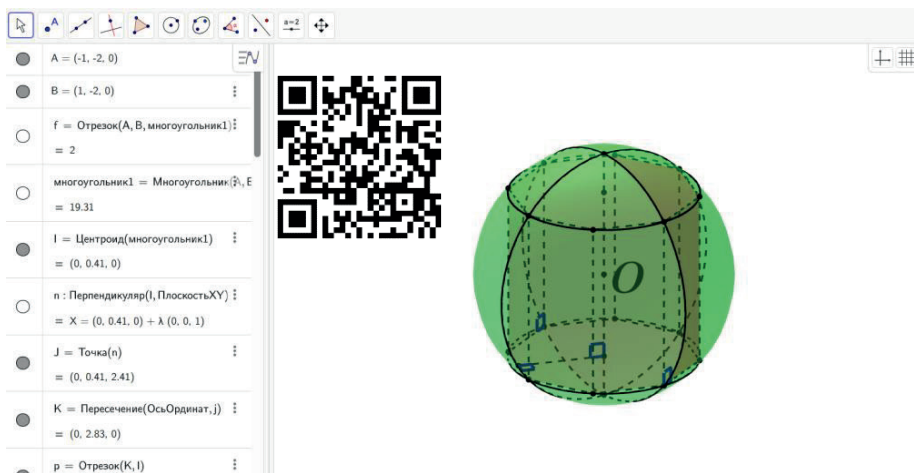 A
a=2
A = (-1, -2, 0)
B = (1, -2, 0)
f = Отрезок(A, B, многоугольник1)
= 2
многоугольник1 = Многоугольник(A, B
= 19.31
I = Центроид(многоугольник1)
= (0, 0.41, 0)
n : Перпендикуляр(I, ПлоскостьXY)
= X = (0, 0.41, 0) + λ (0, 0, 1)
J = Точка(n)
= (0, 0.41, 2.41)
K = Пересечение(ОсьОрдинат, j)
= (0, 2.83, 0)
p = Отрезок(K, I)
O